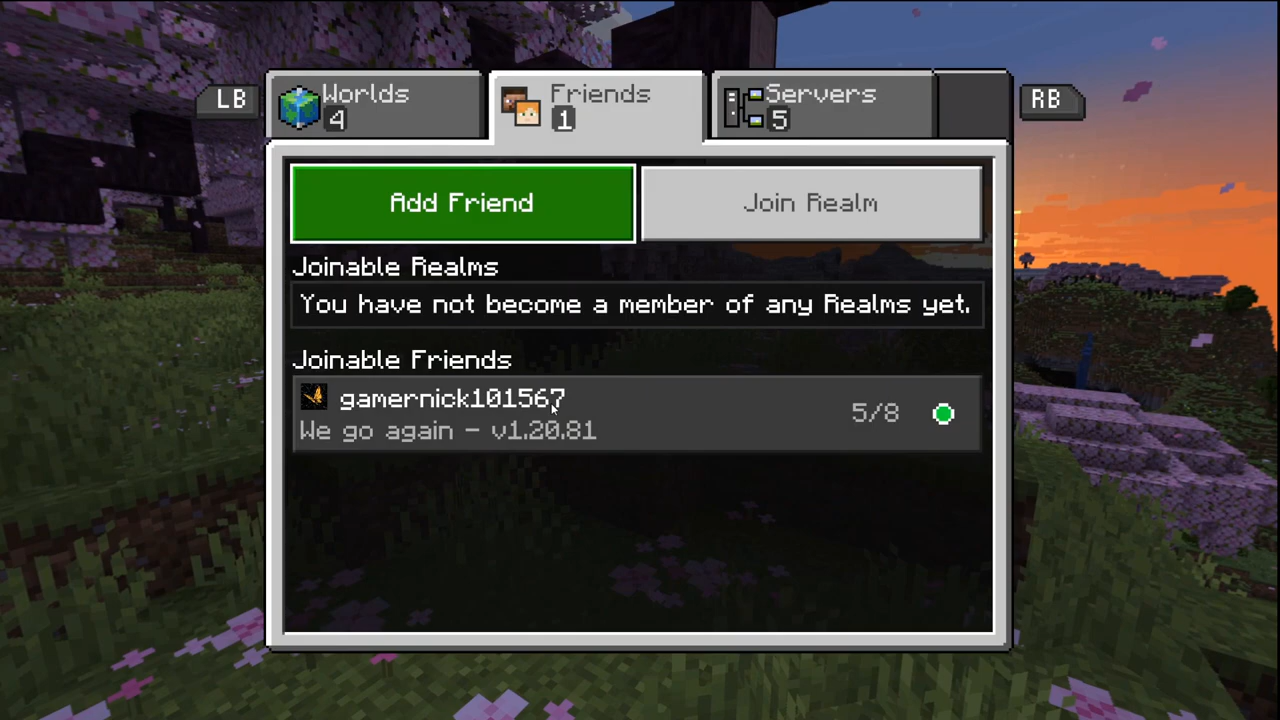 LB
Worlds
4
Friends
1
Servers
5
RB
Add Friend
Join Realm
Joinable Realms
You have not become a member of any Realms yet.
Joinable Friends
gamernick101567
We go again - v1.20.81
5/8